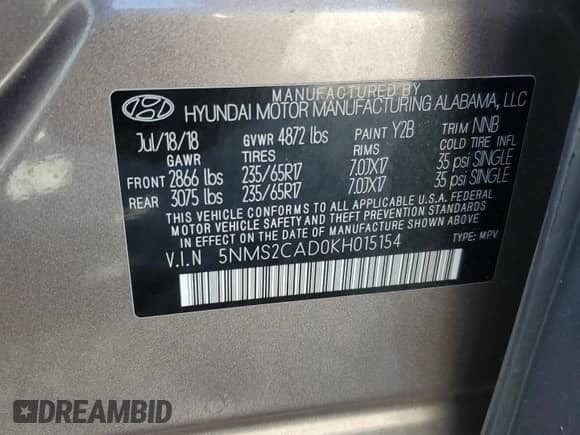 MANUFACTURED BY
HYUNDAI MOTOR MANUFACTURING ALABAMA, LLC
Jul/18/18 GVWR 4872 lbs PAINT Y2B TRIM NNB
GAWR TIRES RIMS COLD TIRE INFL
FRONT 2866 lbs 235/65R17 7.0JX17 35 psi SINGLE
REAR 3075 lbs 235/65R17 7.0JX17 35 psi SINGLE
THIS VEHICLE CONFORMS TO ALL APPLICABLE U.S.A. FEDERAL
MOTOR VEHICLE SAFETY AND THEFT PREVENTION STANDARDS
IN EFFECT ON THE DATE OF MANUFACTURE SHOWN ABOVE.
V.I.N 5NMS2CAD0KH015154 TYPE: MPV
DREAMBID